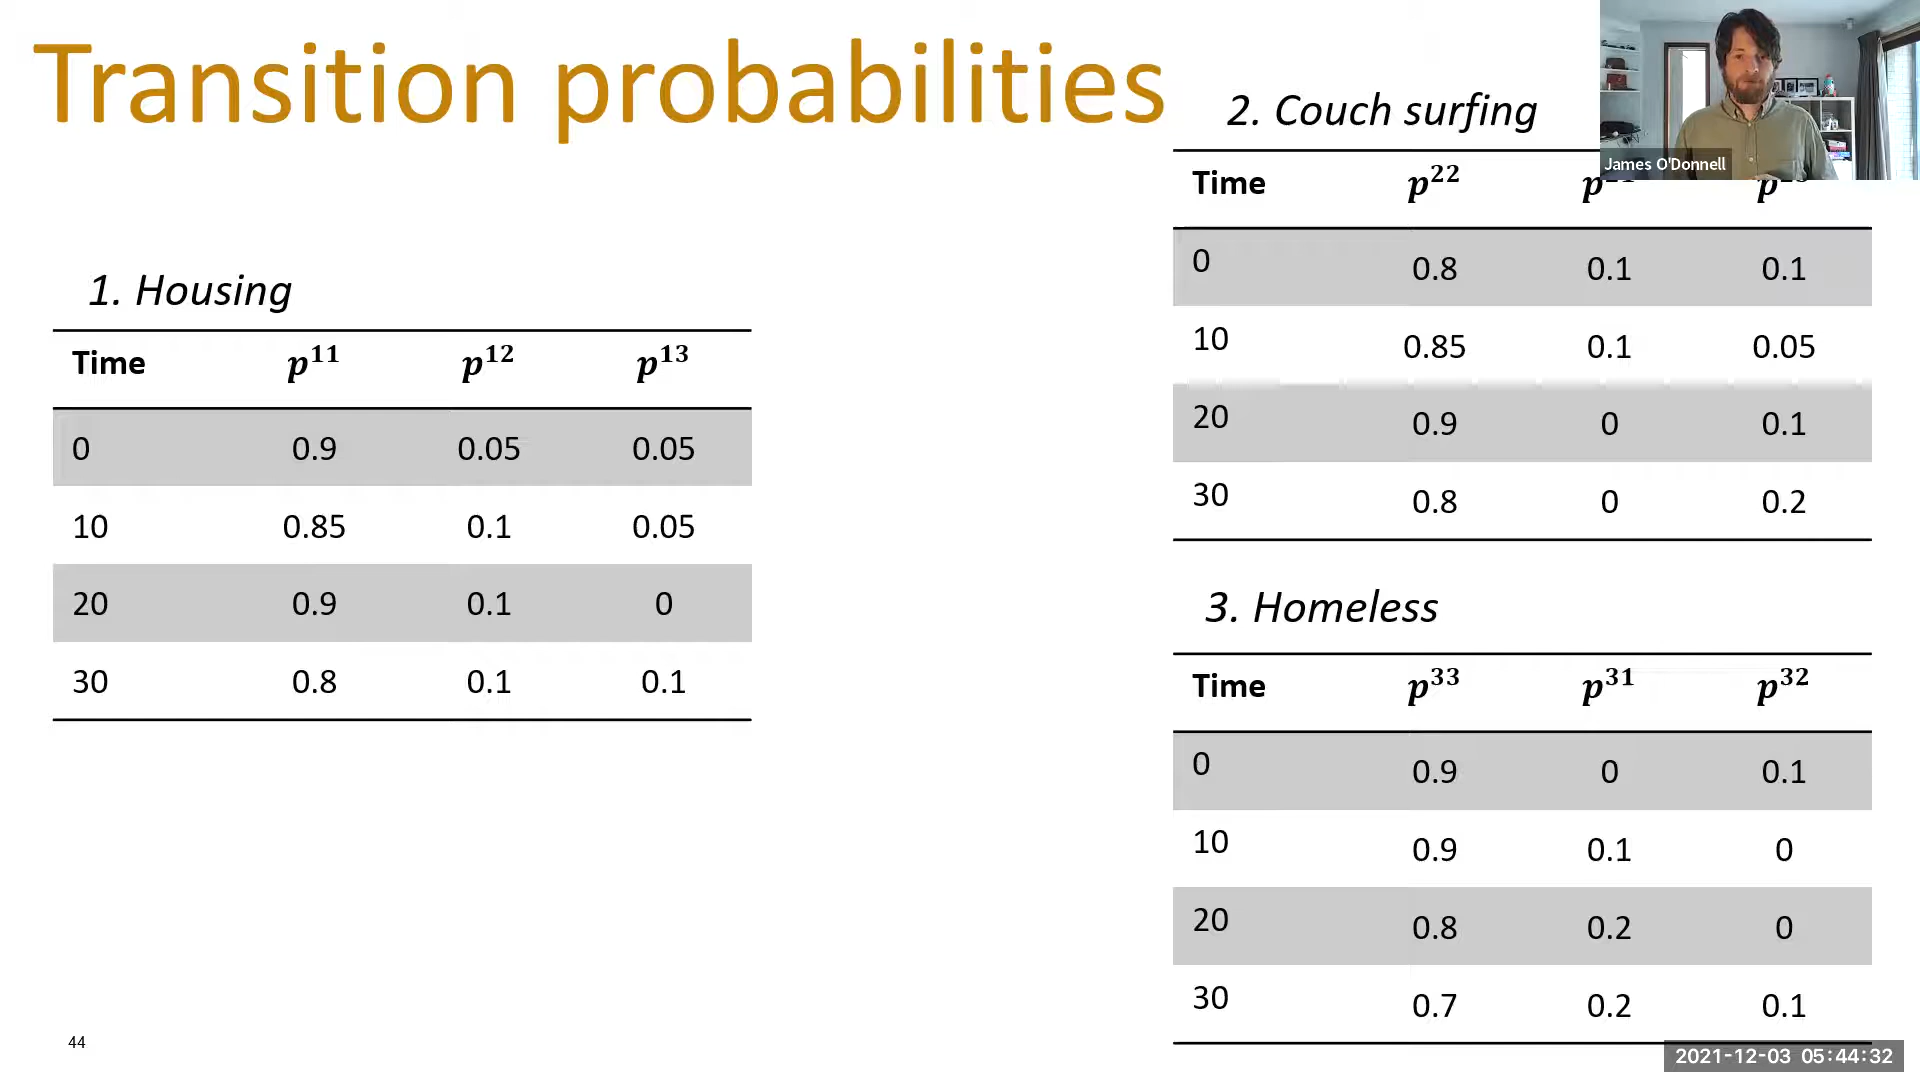 Transition probabilities
1. Housing
Time p¹¹ p¹² p¹³
0 0.9 0.05 0.05
10 0.85 0.1 0.05
20 0.9 0.1 0
30 0.8 0.1 0.1
2. Couch surfing
Time p²² p p
0 0.8 0.1 0.1
10 0.85 0.1 0.05
20 0.9 0 0.1
30 0.8 0 0.2
3. Homeless
Time p³³ p³¹ p³²
0 0.9 0 0.1
10 0.9 0.1 0
20 0.8 0.2 0
30 0.7 0.2 0.1
James O'Donnell
44
2021-12-03 05:44:32